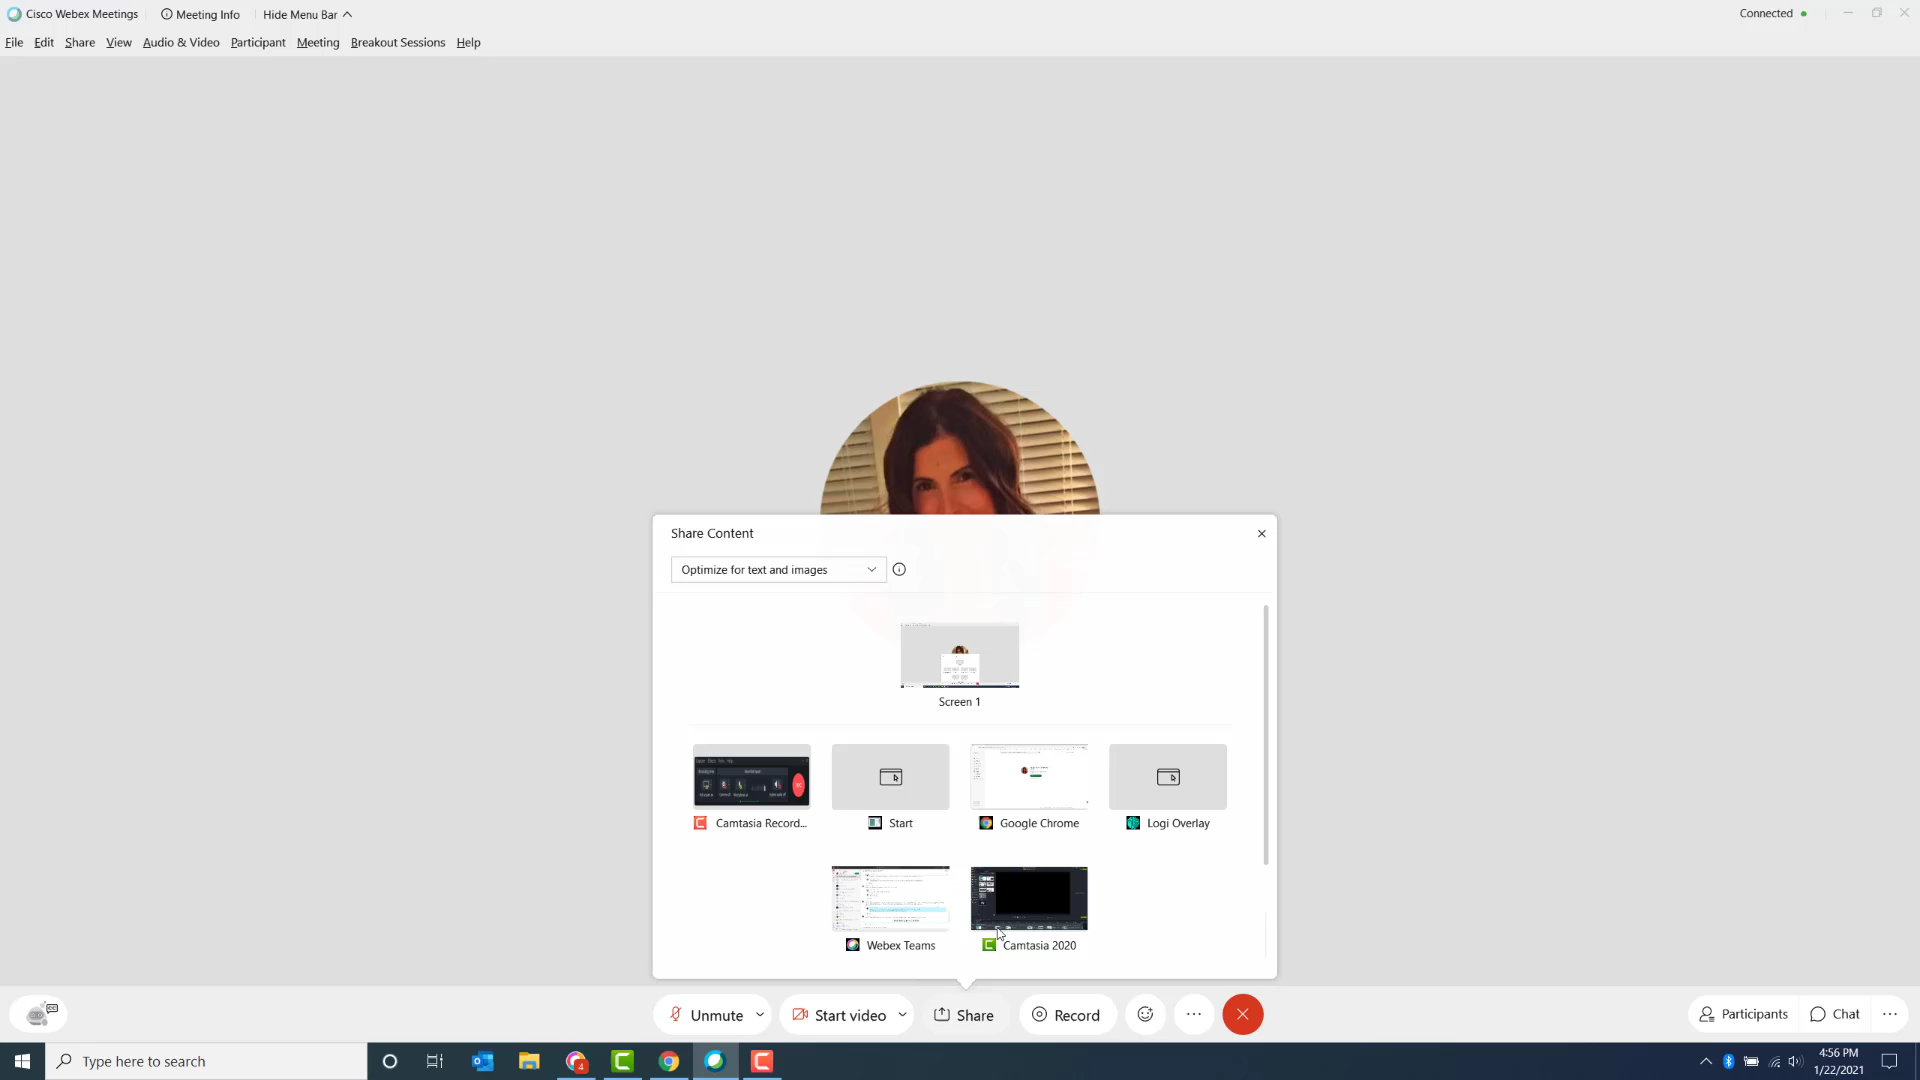 Cisco Webex Meetings Meeting Info Hide Menu Bar Connected
File Edit Share View Audio & Video Participant Meeting Breakout Sessions Help
Share Content
Optimize for text and images
Screen 1
Camtasia Record... Start Google Chrome Logi Overlay
Webex Teams Camtasia 2020
Unmute Start video Share Record Participants Chat
Type here to search 4 4:56 PM
1/22/2021